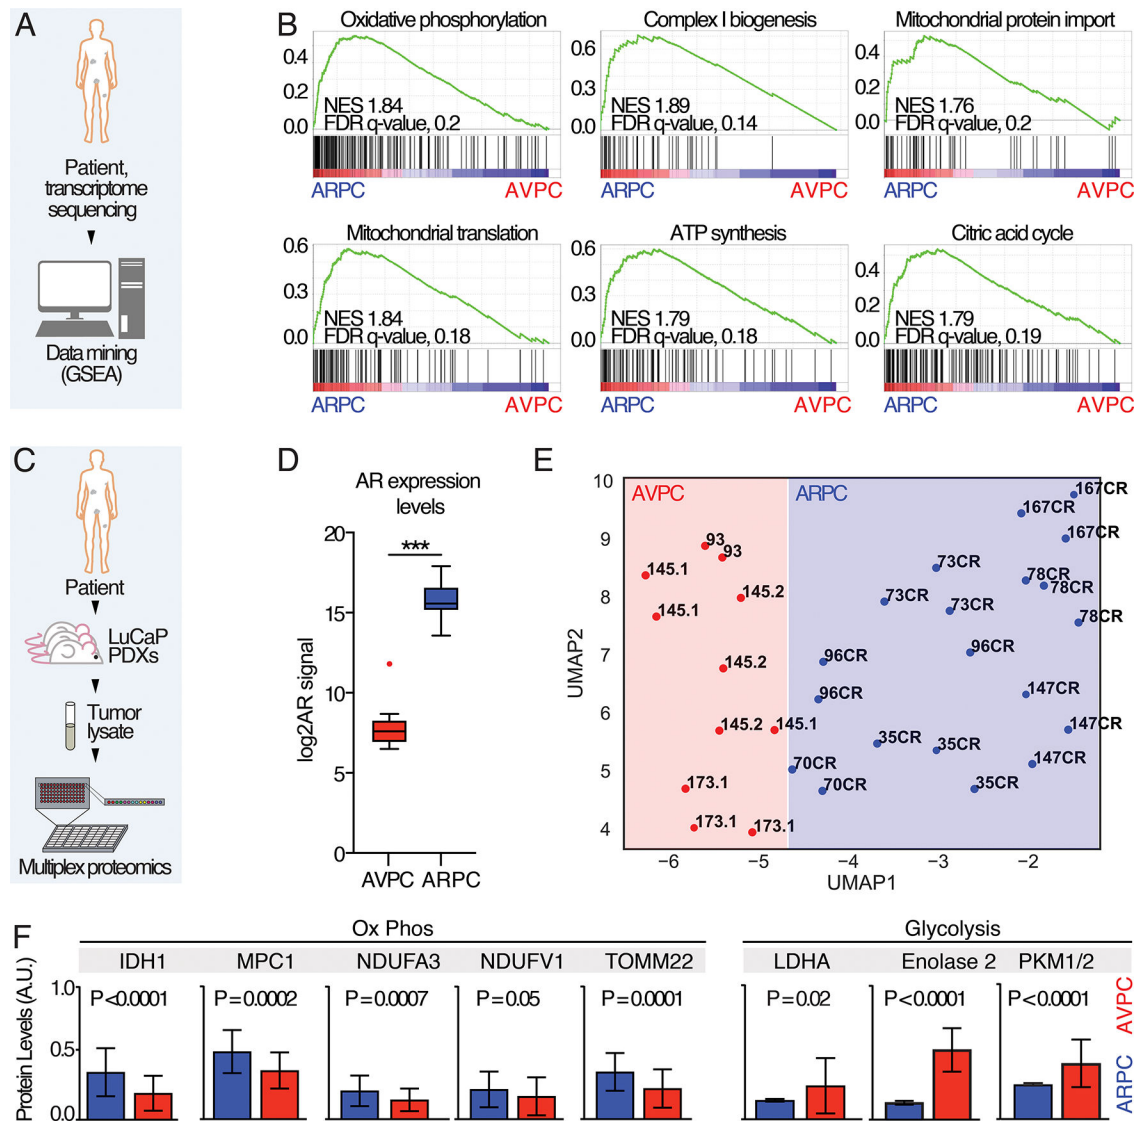 A
Patient,
transcriptome
sequencing
Data mining
(GSEA)
B
Oxidative phosphorylation
0.4
0.2
0.0
NES 1.84
FDR q-value, 0.2
ARPC AVPC
Complex I biogenesis
0.6
0.4
0.2
0.0
NES 1.89
FDR q-value, 0.14
ARPC AVPC
Mitochondrial protein import
0.4
0.2
0.0
NES 1.76
FDR q-value, 0.2
ARPC AVPC
Mitochondrial translation
0.6
0.3
0.0
NES 1.84
FDR q-value, 0.18
ARPC AVPC
ATP synthesis
0.6
0.4
0.2
0.0
NES 1.79
FDR q-value, 0.18
ARPC AVPC
Citric acid cycle
0.4
0.2
0.0
NES 1.79
FDR q-value, 0.19
ARPC AVPC
C
Patient
LuCaP
PDXs
Tumor
lysate
Multiplex proteomics
D
AR expression
levels
***
log2AR signal
20
15
10
5
0
AVPC ARPC
E
AVPC ARPC
UMAP2
10
9
8
7
6
5
4
167CR
167CR
167CR
93
93
73CR
145.1
78CR
78CR
145.2
73CR
73CR
145.1
78CR
96CR
96CR
145.2
147CR
96CR
145.2
145.1
147CR
35CR
35CR
147CR
70CR
173.1
70CR
35CR
173.1
173.1
−6 −5 −4 −3 −2
UMAP1
F
Ox Phos Glycolysis
IDH1 MPC1 NDUFA3 NDUFV1 TOMM22 LDHA Enolase 2 PKM1/2
Protein Levels (A.U.)
1.0
0.5
0.0
P<0.0001 P=0.0002 P=0.0007 P=0.05 P=0.0001 P=0.02 P<0.0001 P<0.0001
ARPC AVPC